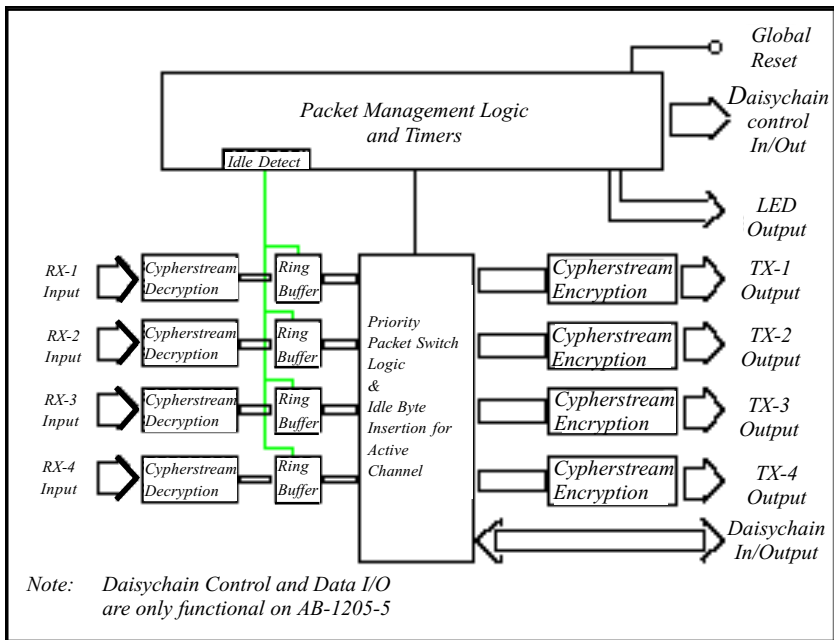 Global
Reset
Packet Management Logic
and Timers
Daisychain
control
In/Out
Idle Detect
LED
Output
RX-1
Input
Cypherstream
Decryption
Ring
Buffer
Cypherstream
Encryption
TX-1
Output
RX-2
Input
Cypherstream
Decryption
Ring
Buffer
Priority
Packet Switch
Logic
&
Idle Byte
Insertion for
Active
Channel
Cypherstream
Encryption
TX-2
Output
RX-3
Input
Cypherstream
Decryption
Ring
Buffer
Cypherstream
Encryption
TX-3
Output
RX-4
Input
Cypherstream
Decryption
Ring
Buffer
Cypherstream
Encryption
TX-4
Output
Daisychain
In/Output
Note: Daisychain Control and Data I/O
are only functional on AB-1205-5